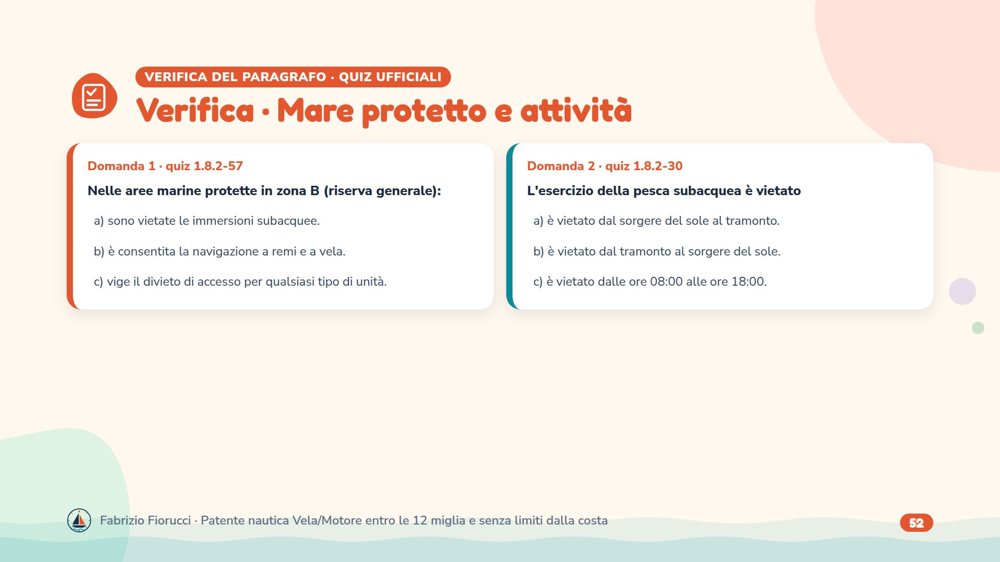 VERIFICA DEL PARAGRAFO · QUIZ UFFICIALI
Verifica · Mare protetto e attività
Domanda 1 · quiz 1.8.2-57
Nelle aree marine protette in zona B (riserva generale):
a) sono vietate le immersioni subacquee.
b) è consentita la navigazione a remi e a vela.
c) vige il divieto di accesso per qualsiasi tipo di unità.
Domanda 2 · quiz 1.8.2-30
L'esercizio della pesca subacquea è vietato
a) è vietato dal sorgere del sole al tramonto.
b) è vietato dal tramonto al sorgere del sole.
c) è vietato dalle ore 08:00 alle ore 18:00.
Fabrizio Fiorucci · Patente nautica Vela/Motore entro le 12 miglia e senza limiti dalla costa
52